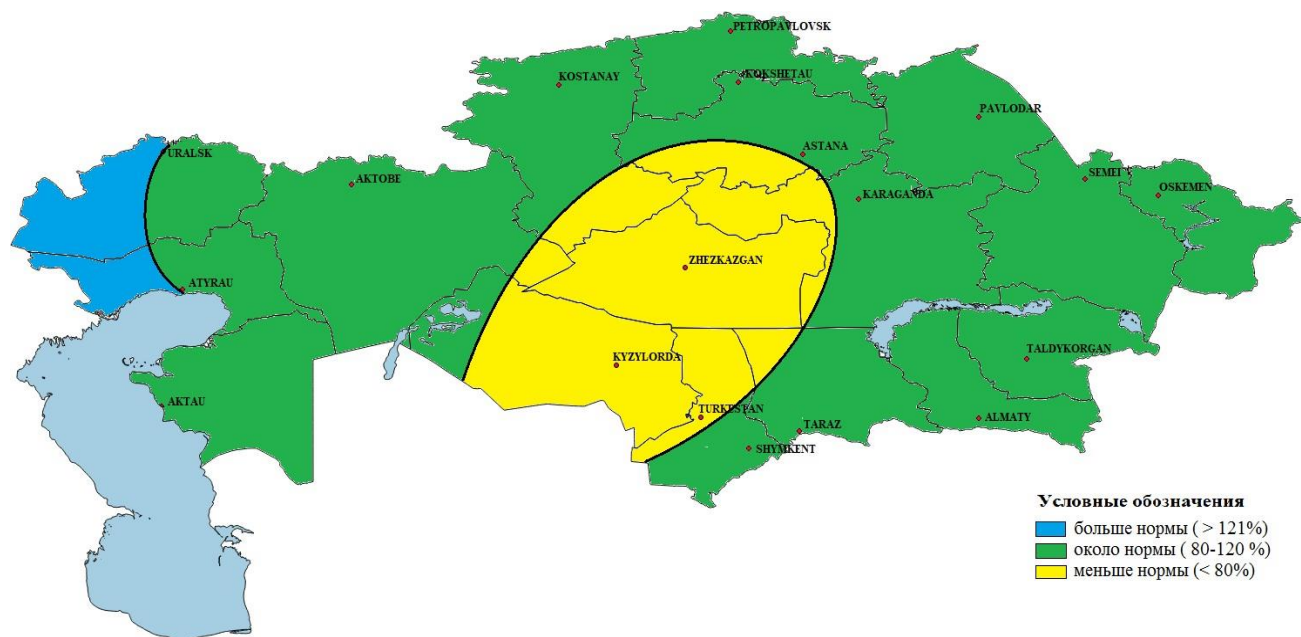 PETROPAVLOVSK
KOSTANAY
KOKSHETAU
PAVLODAR
URALSK
ASTANA
AKTOBE
SEMEI
KARAGANDA
OSKEMEN
ZHEZKAZGAN
ATYRAU
KYZYLORDA
TALDYKORGAN
AKTAU
TURKESTAN
TARAZ
ALMATY
SHYMKENT
Условные обозначения
больше нормы ( > 121%)
около нормы ( 80-120 %)
меньше нормы (< 80%)